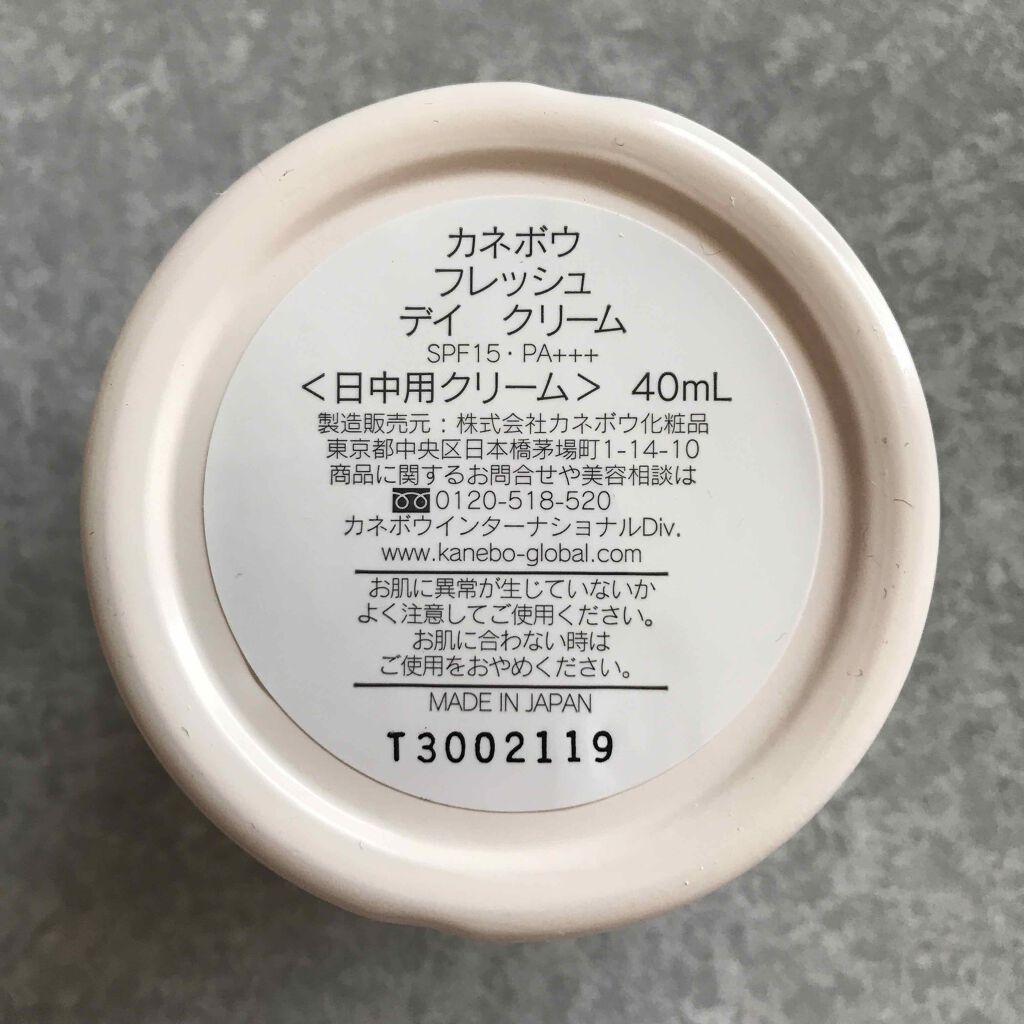 カネボウ
フレッシュ
デイ　クリーム
SPF15・PA+++
＜日中用クリーム＞ 40mL
製造販売元：株式会社カネボウ化粧品
東京都中央区日本橋茅場町1-14-10
商品に関するお問合せや美容相談は
0120-518-520
カネボウインターナショナルDiv.
www.kanebo-global.com
お肌に異常が生じていないか
よく注意してご使用ください。
お肌に合わない時は
ご使用をおやめください。
MADE IN JAPAN
T3002119